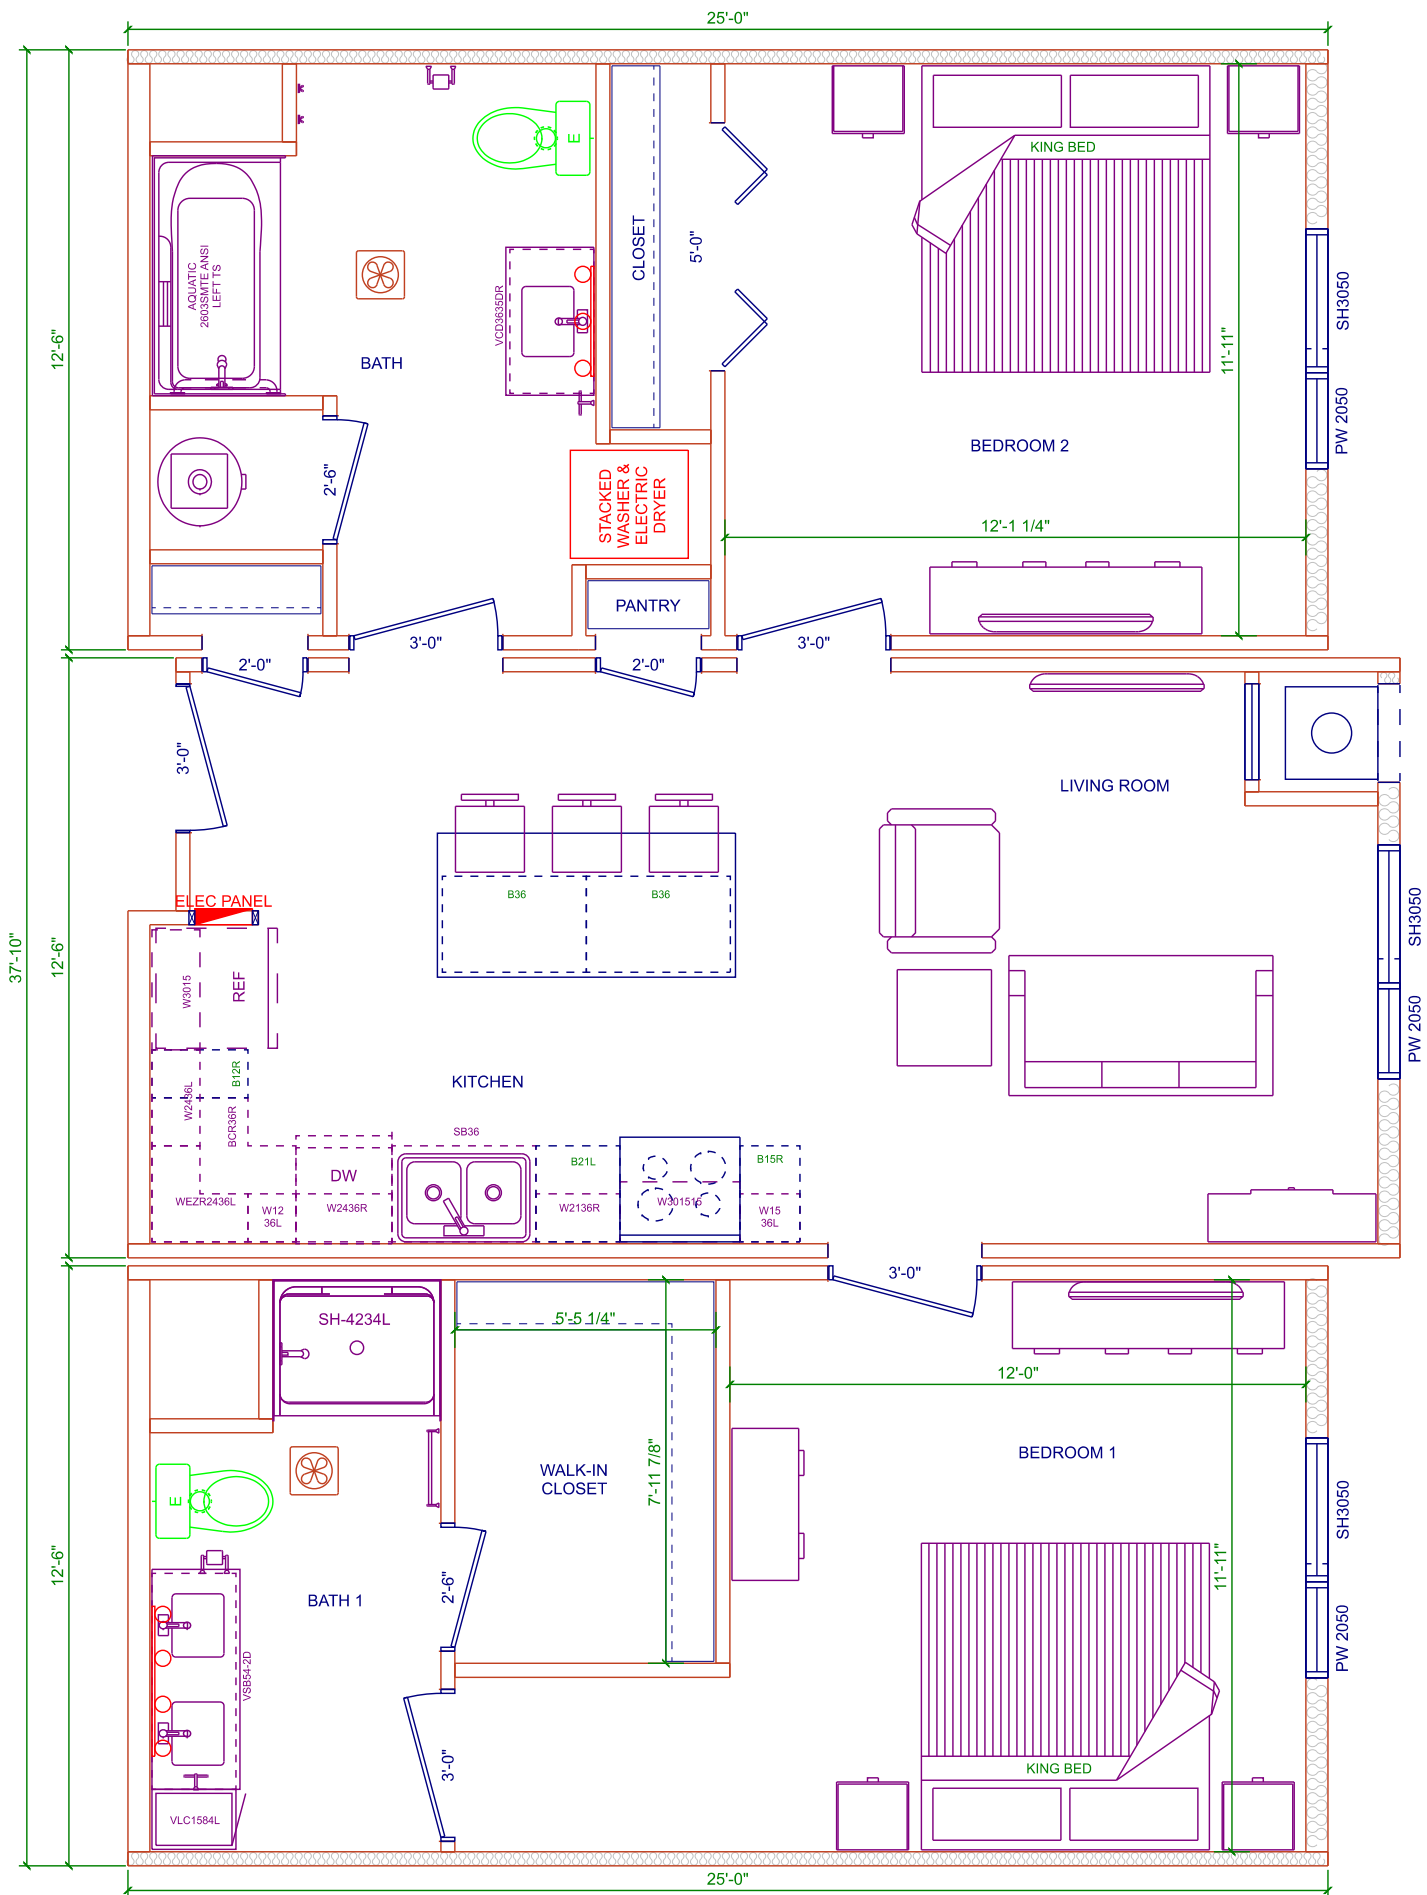 25'-0"
KING BED
CLOSET
5'-0"
AQUATIC
2603SMTE ANSI
LEFT TS
VCD3635DR
E
BATH
12'-6"
11'-11"
SH3050
PW 2050
BEDROOM 2
2'-6"
STACKED
WASHER &
ELECTRIC
DRYER
12'-1 1/4"
PANTRY
3'-0"
3'-0"
2'-0"
2'-0"
3'-0"
LIVING ROOM
ELEC PANEL
B36
B36
37'-10"
12'-6"
SH3050
PW 2050
W3015
REF
B12R
W2436L
BCR36R
KITCHEN
SB36
DW
B21L
B15R
WEZR2436L
W12
36L
W2436R
W2136R
W301515
W15
36L
3'-0"
SH-4234L
5'-5 1/4"
12'-0"
BEDROOM 1
WALK-IN
CLOSET
7'-11 7/8"
E
SH3050
PW 2050
11'-11"
12'-6"
2'-6"
BATH 1
VSB54-2D
3'-0"
KING BED
VLC1584L
25'-0"